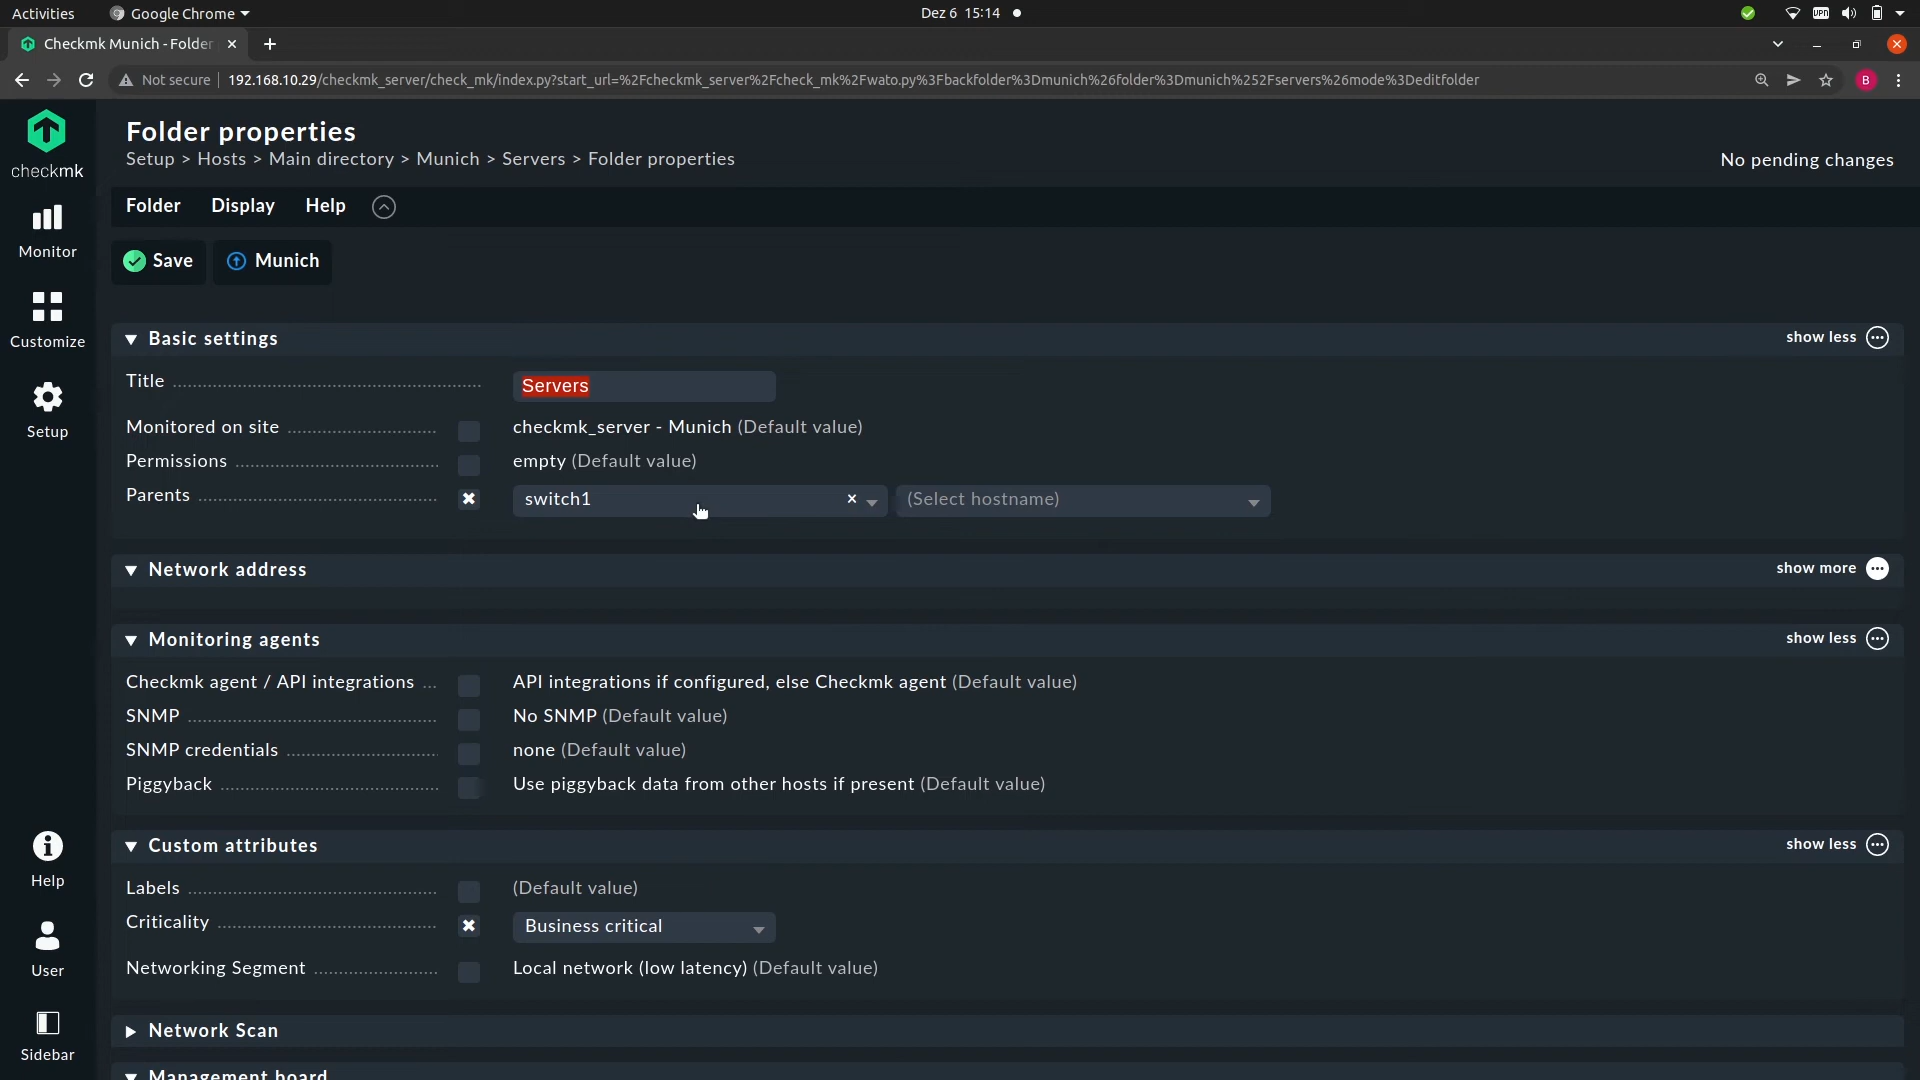 Activities Google Chrome Dez 6 15:14 VPN
Checkmk Munich - Folder
Not secure 192.168.10.29/checkmk_server/check_mk/index.py?start_url=%2Fcheckmk_server%2Fcheck_mk%2Fwato.py%3Fbackfolder%3Dmunich%26folder%3Dmunich%252Fservers%26mode%3Deditfolder B
checkmk
Monitor
Customize
Setup
Help
User
Sidebar
Folder properties
Setup > Hosts > Main directory > Munich > Servers > Folder properties
No pending changes
Folder Display Help
Save Munich
Basic settings show less
Title Servers
Monitored on site checkmk_server - Munich (Default value)
Permissions empty (Default value)
Parents switch1 (Select hostname)
Network address show more
Monitoring agents show less
Checkmk agent / API integrations API integrations if configured, else Checkmk agent (Default value)
SNMP No SNMP (Default value)
SNMP credentials none (Default value)
Piggyback Use piggyback data from other hosts if present (Default value)
Custom attributes show less
Labels (Default value)
Criticality Business critical
Networking Segment Local network (low latency) (Default value)
Network Scan
Management board